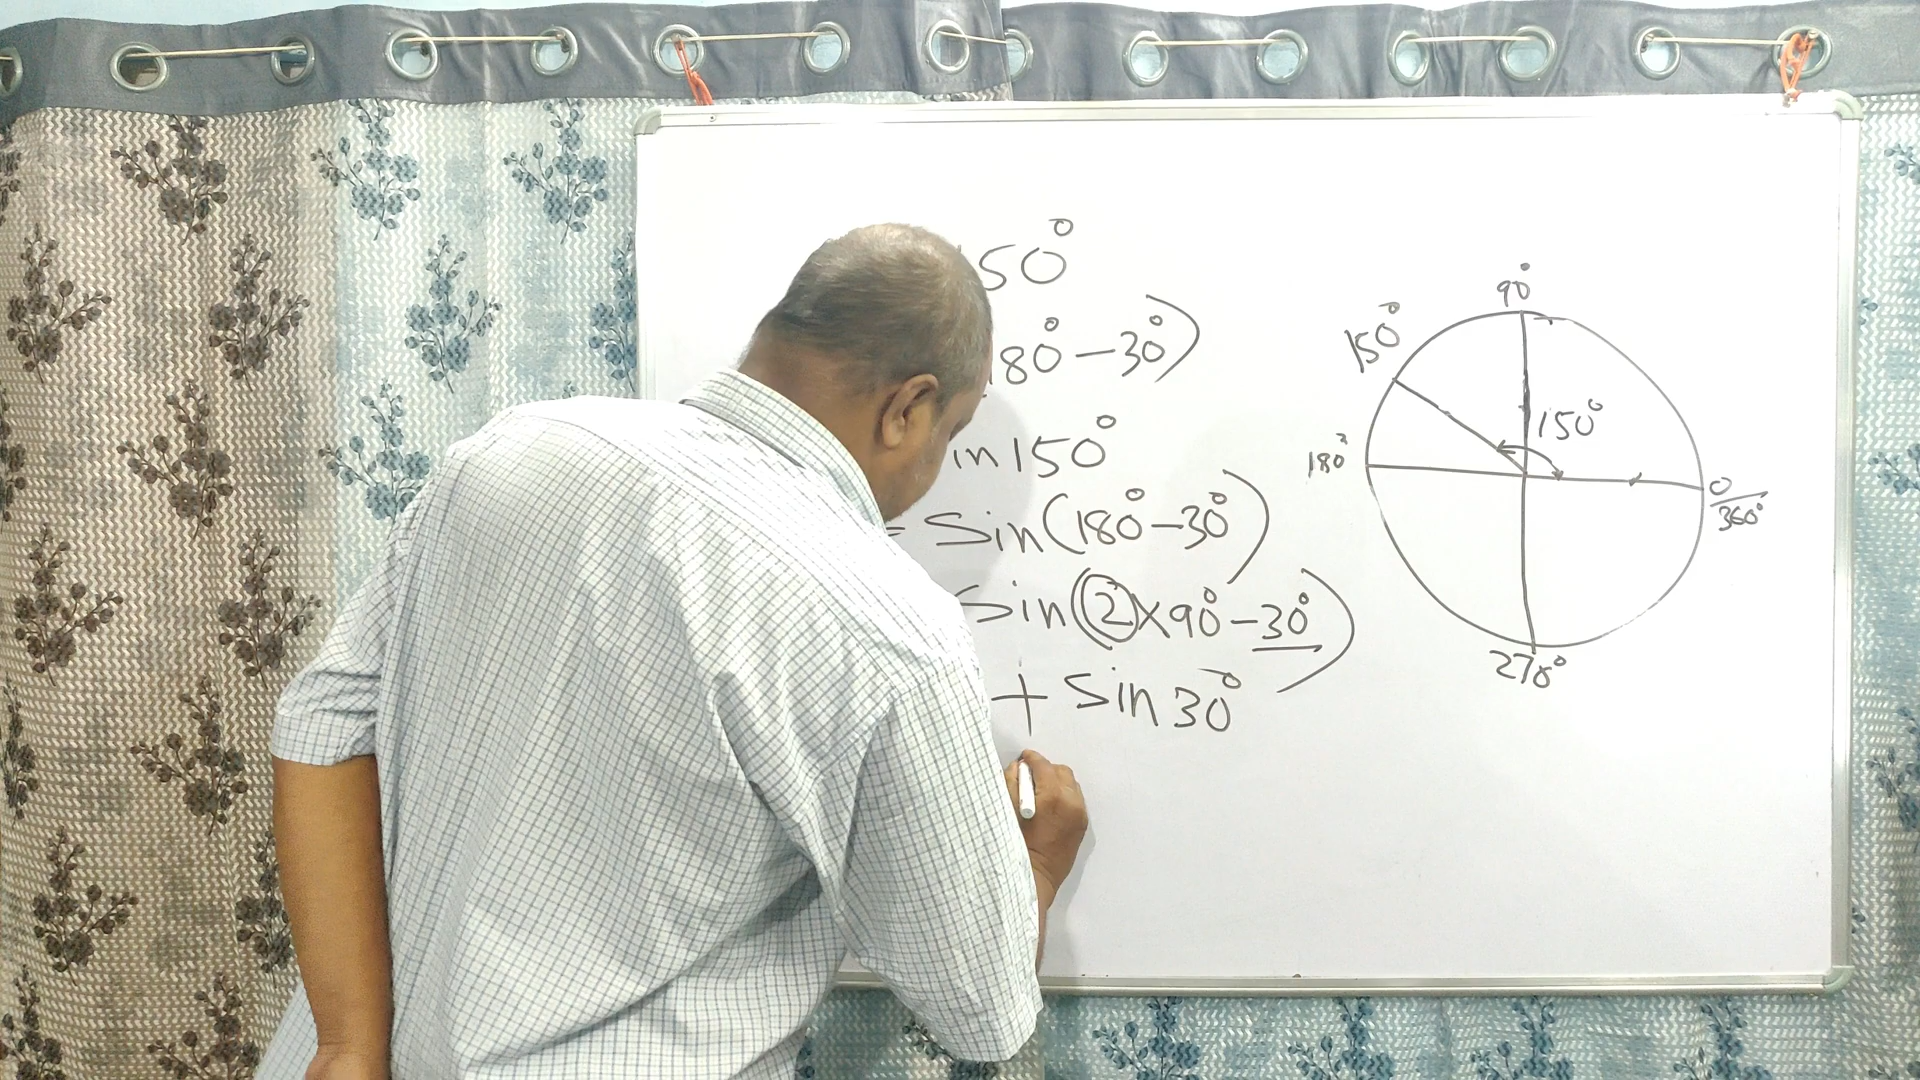 50°
80° - 30°)
in 150°
= Sin(180° - 30°)
Sin(2 × 90° - 30°)
+ Sin 30°
90°
150°
150°
180°
0
360°
270°